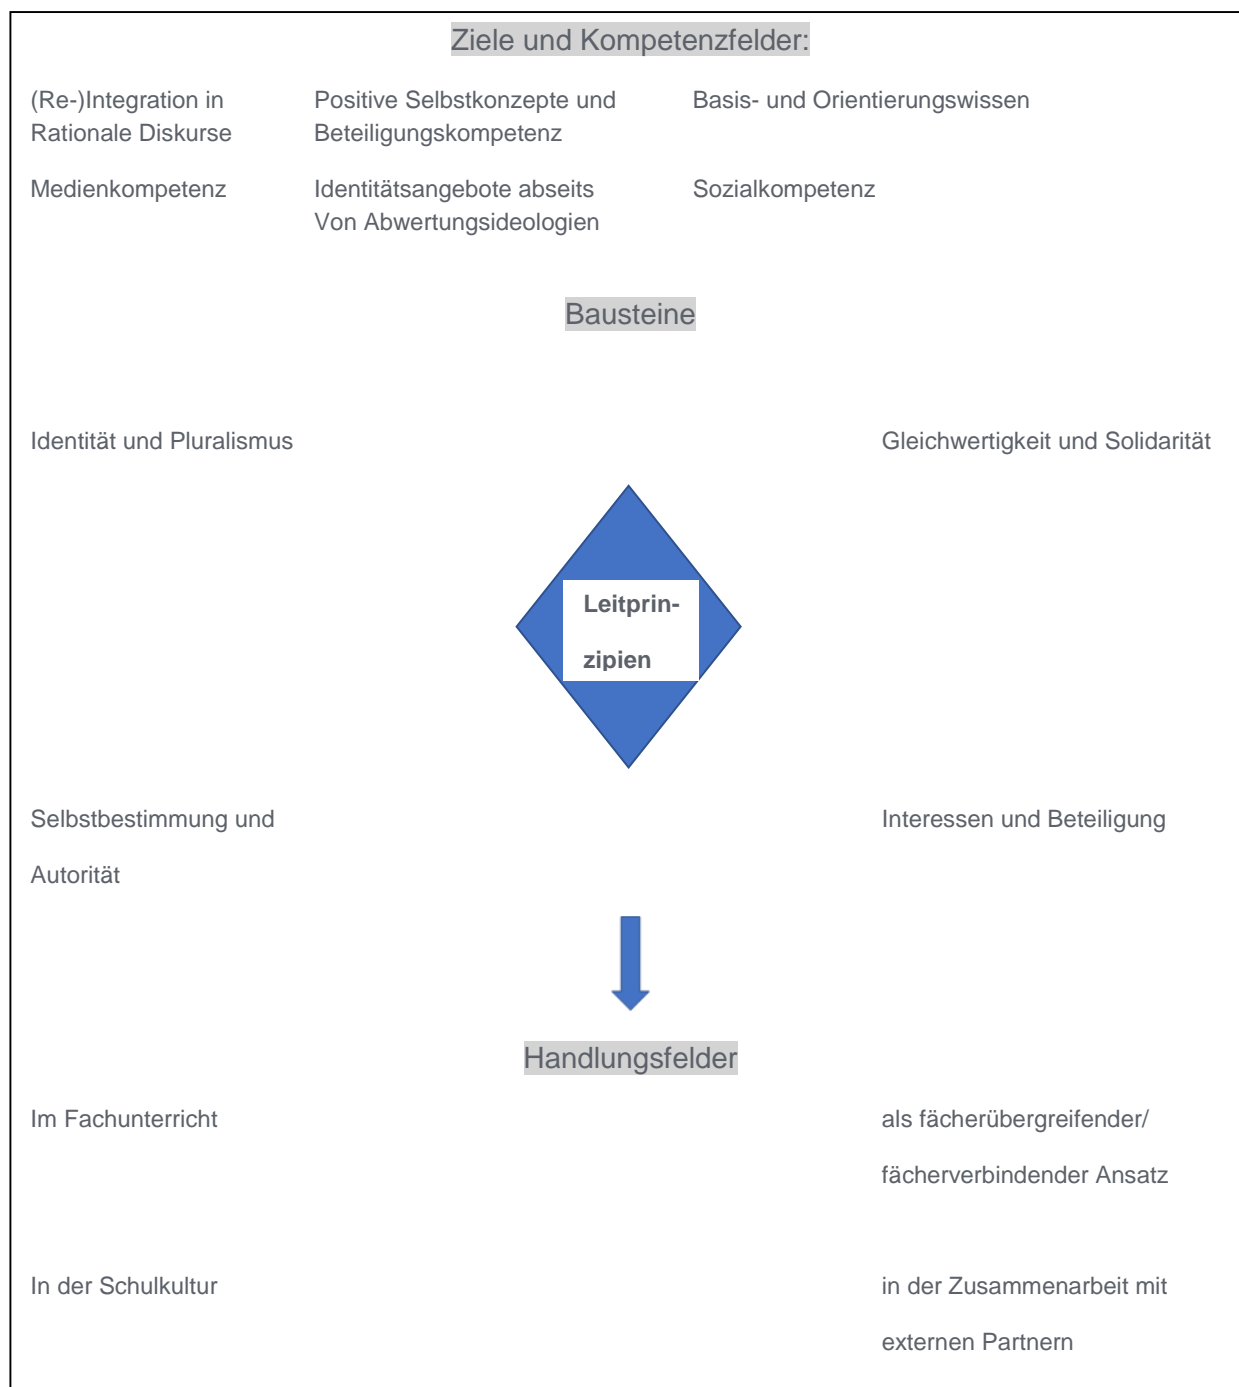 Ziele und Kompetenzfelder:
(Re-)Integration in
Rationale Diskurse
Positive Selbstkonzepte und
Beteiligungskompetenz
Basis- und Orientierungswissen
Medienkompetenz
Identitätsangebote abseits
Von Abwertungsideologien
Sozialkompetenz
Bausteine
Identität und Pluralismus
Gleichwertigkeit und Solidarität
Leitprin-
zipien
Selbstbestimmung und
Autorität
Interessen und Beteiligung
Handlungsfelder
Im Fachunterricht
als fächerübergreifender/
fächerverbindender Ansatz
In der Schulkultur
in der Zusammenarbeit mit
externen Partnern